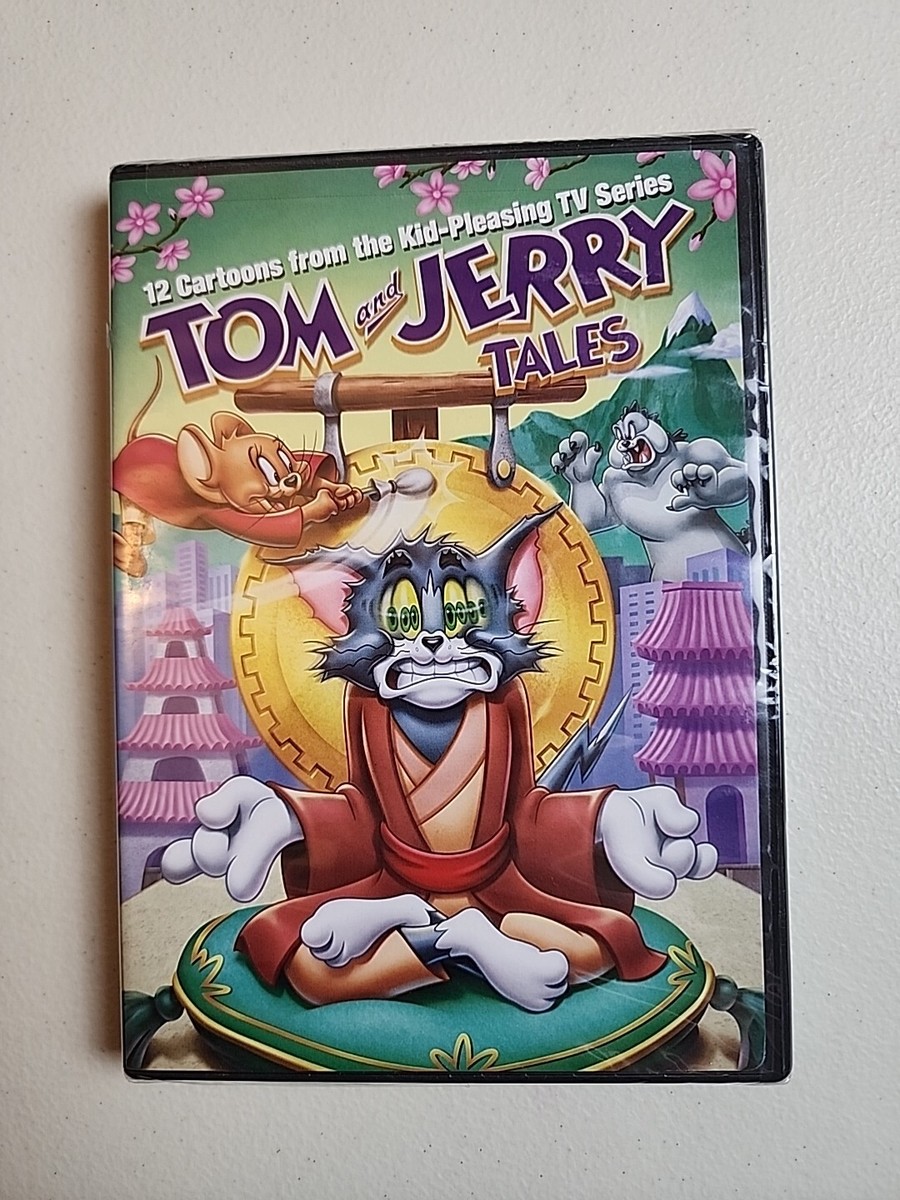 12 Cartoons from the Kid-Pleasing TV Series
TOM and JERRY
TALES